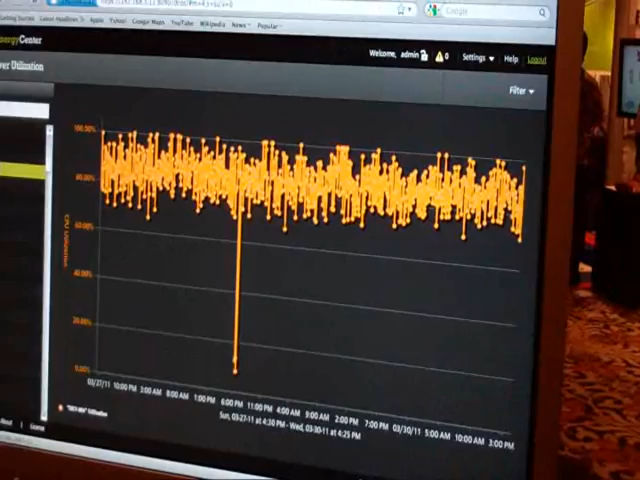 Getting Started Latest Headlines Apple Yahoo! Google Maps YouTube Wikipedia News Popular
Google
ergyCenter
Welcome, admin 0 Settings Help Logout
ver Utilization
Filter
100.00%
80.00%
60.00%
40.00%
20.00%
0.00%
CPU Utilization
03/27/11 10:00 PM 3:00 AM 8:00 AM 1:00 PM 6:00 PM 11:00 PM 4:00 AM 9:00 AM 2:00 PM 7:00 PM 03/30/11 5:00 AM 10:00 AM 3:00 PM
Sun, 03-27-11 at 4:30 PM - Wed, 03-30-11 at 4:25 PM
Utilization
About